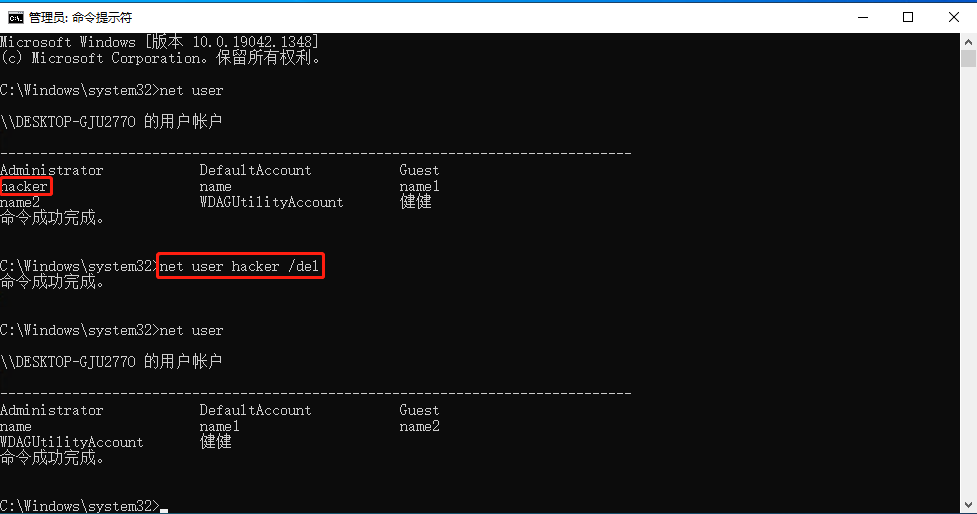 管理员: 命令提示符
Microsoft Windows [版本 10.0.19042.1348]
(c) Microsoft Corporation。保留所有权利。
C:\Windows\system32>net user
\\DESKTOP-GJU2770 的用户帐户
-------------------------------------------------------------------------------
Administrator DefaultAccount Guest
hacker name name1
name2 WDAGUtilityAccount 健健
命令成功完成。
C:\Windows\system32>net user hacker /del
命令成功完成。
C:\Windows\system32>net user
\\DESKTOP-GJU2770 的用户帐户
-------------------------------------------------------------------------------
Administrator DefaultAccount Guest
name name1 name2
WDAGUtilityAccount 健健
命令成功完成。
C:\Windows\system32>